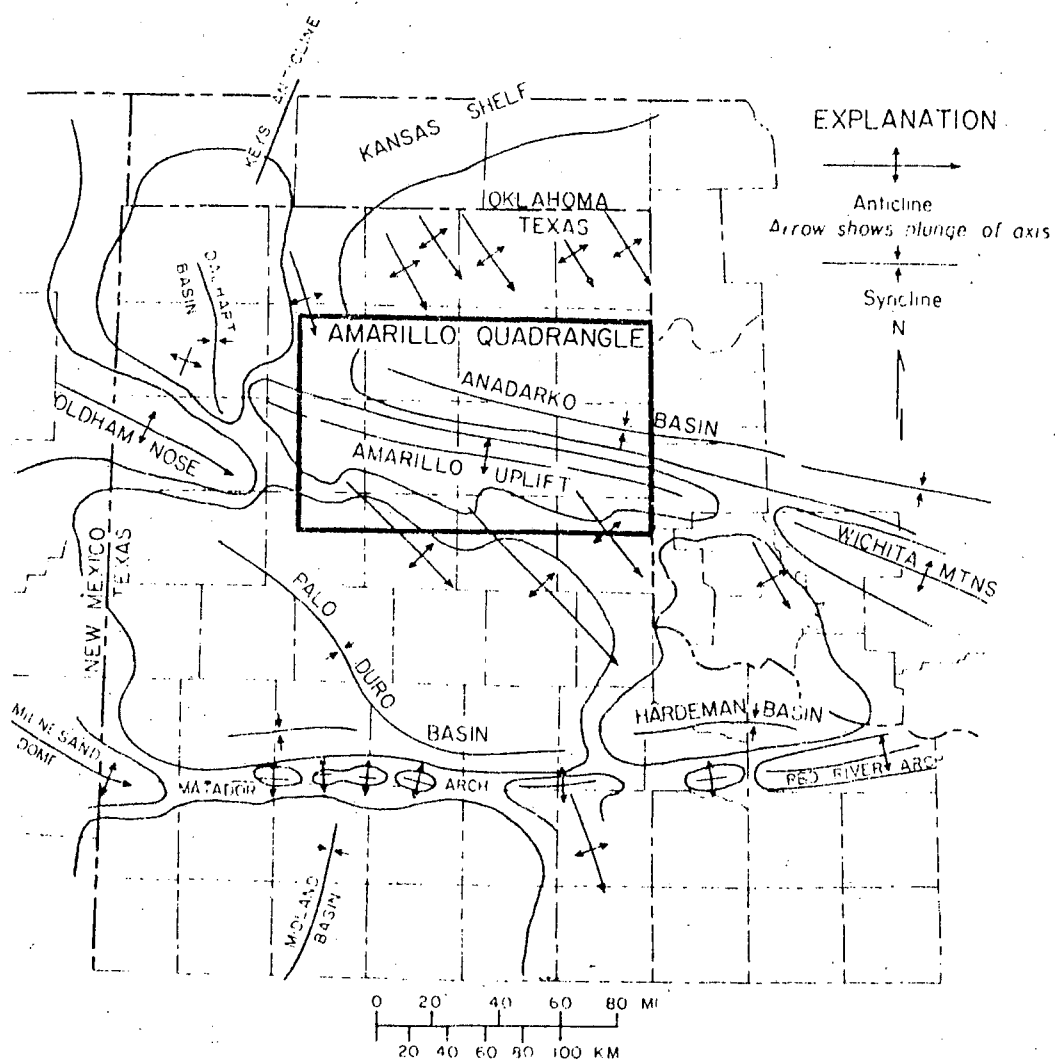 KEYS ANTICLINE
KANSAS SHELF
EXPLANATION
Anticline
Arrow shows plunge of axis
Syncline
N
OKLAHOMA
TEXAS
DALHART
BASIN
AMARILLO QUADRANGLE
ANADARKO
BASIN
OLDHAM NOSE
AMARILLO UPLIFT
WICHITA MTNS
NEW MEXICO
TEXAS
PALO
DURO
BASIN
HARDEMAN BASIN
MILNESAND
DOME
MATADOR
ARCH
RED RIVER ARCH
MIDLAND
BASIN
0 20 40 60 80 MI
20 40 60 80 100 KM